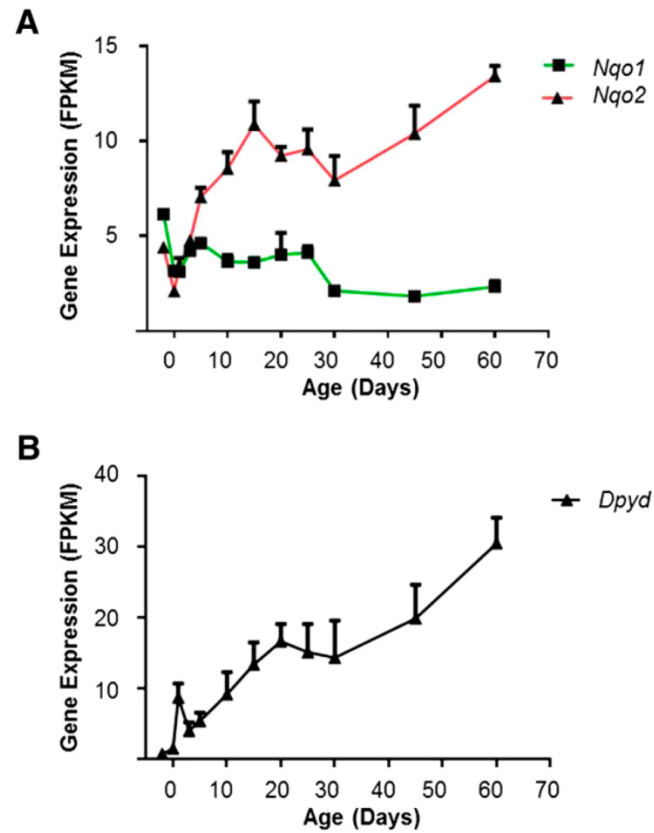 A
15
10
5
Gene Expression (FPKM)
Nqo1
Nqo2
0 10 20 30 40 50 60 70
Age (Days)
B
40
30
20
10
Gene Expression (FPKM)
Dpyd
0 10 20 30 40 50 60 70
Age (Days)